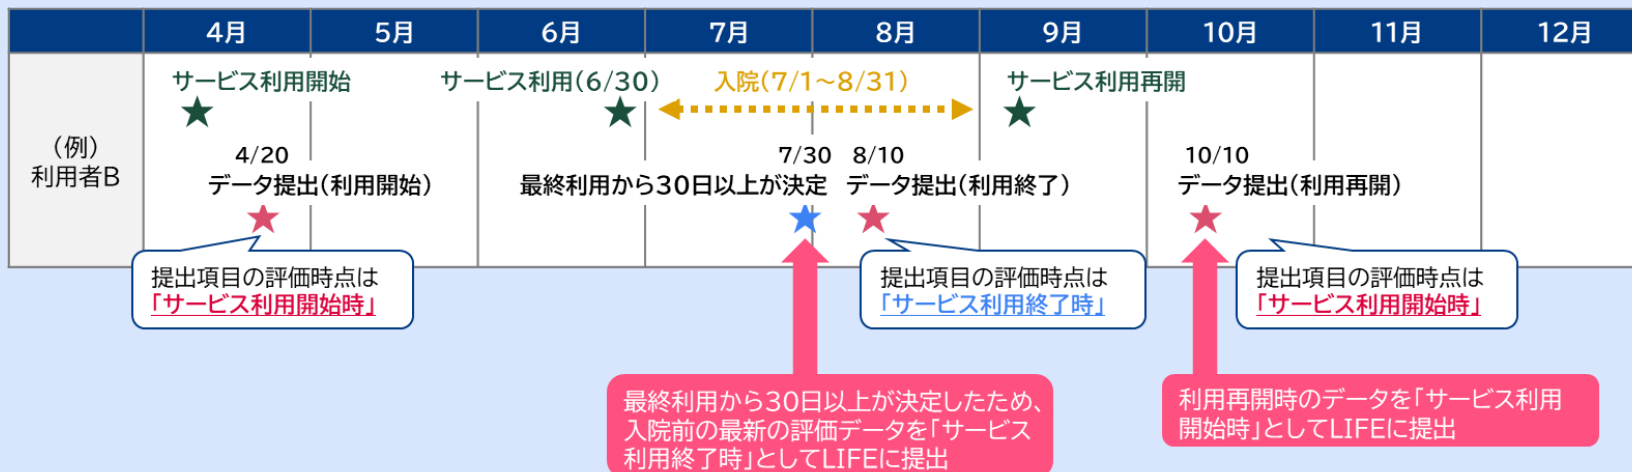 4月 5月 6月 7月 8月 9月 10月 11月 12月
(例)
利用者B
サービス利用開始 サービス利用(6/30) 入院(7/1～8/31) サービス利用再開
4/20 7/30 8/10 10/10
データ提出(利用開始) 最終利用から30日以上が決定 データ提出(利用終了) データ提出(利用再開)
提出項目の評価時点は
「サービス利用開始時」
提出項目の評価時点は
「サービス利用終了時」
提出項目の評価時点は
「サービス利用開始時」
最終利用から30日以上が決定したため、
入院前の最新の評価データを「サービス
利用終了時」としてLIFEに提出
利用再開時のデータを「サービス利用
開始時」としてLIFEに提出